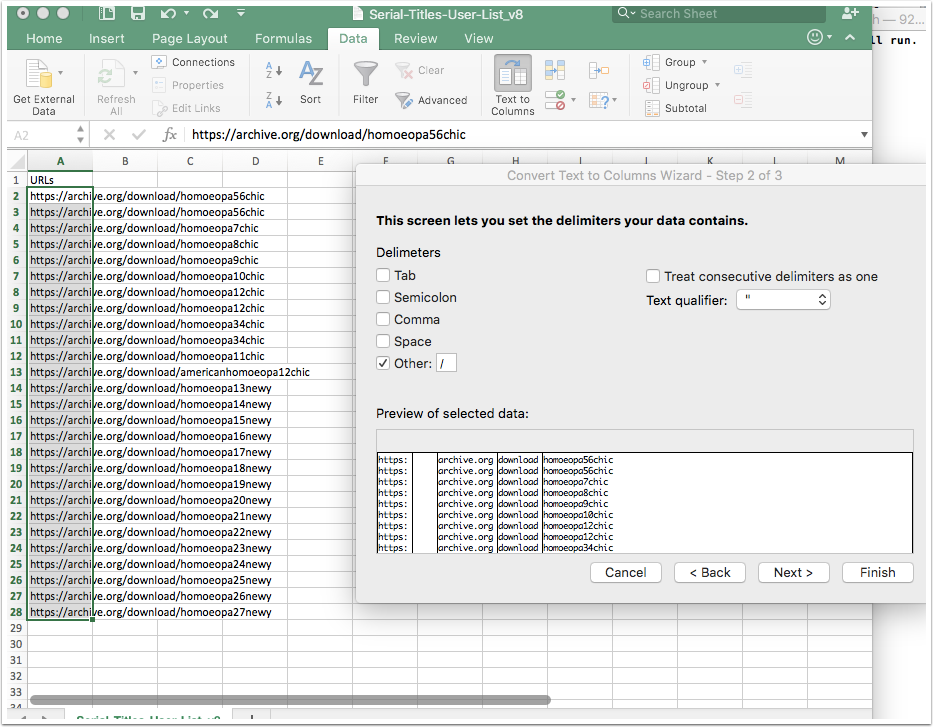 Serial-Titles-User-List_v8
Search Sheet
h — 92...
Home Insert Page Layout Formulas Data Review View
ll run.
Get External Data
Refresh All
Connections
Properties
Edit Links
A Z
Z A
A Z
Sort
Filter
Clear
Advanced
Text to Columns
Group
Ungroup
Subtotal
A2
fx https://archive.org/download/homoeopa56chic
A B C D E F G H I J K L M
1 URLs
2 https://archive.org/download/homoeopa56chic
3 https://archive.org/download/homoeopa56chic
4 https://archive.org/download/homoeopa7chic
5 https://archive.org/download/homoeopa8chic
6 https://archive.org/download/homoeopa9chic
7 https://archive.org/download/homoeopa10chic
8 https://archive.org/download/homoeopa12chic
9 https://archive.org/download/homoeopa12chic
10 https://archive.org/download/homoeopa34chic
11 https://archive.org/download/homoeopa34chic
12 https://archive.org/download/homoeopa11chic
13 https://archive.org/download/americanhomoeopa12chic
14 https://archive.org/download/homoeopa13newy
15 https://archive.org/download/homoeopa14newy
16 https://archive.org/download/homoeopa15newy
17 https://archive.org/download/homoeopa16newy
18 https://archive.org/download/homoeopa17newy
19 https://archive.org/download/homoeopa18newy
20 https://archive.org/download/homoeopa19newy
21 https://archive.org/download/homoeopa20newy
22 https://archive.org/download/homoeopa21newy
23 https://archive.org/download/homoeopa22newy
24 https://archive.org/download/homoeopa23newy
25 https://archive.org/download/homoeopa24newy
26 https://archive.org/download/homoeopa25newy
27 https://archive.org/download/homoeopa26newy
28 https://archive.org/download/homoeopa27newy
29
30
31
32
33
34
Serial-Titles-User-List_v8
Convert Text to Columns Wizard - Step 2 of 3
This screen lets you set the delimiters your data contains.
Delimeters
Tab
Semicolon
Comma
Space
Other: /
Treat consecutive delimiters as one
Text qualifier: "
Preview of selected data:
https: archive.org download homoeopa56chic
https: archive.org download homoeopa56chic
https: archive.org download homoeopa7chic
https: archive.org download homoeopa8chic
https: archive.org download homoeopa9chic
https: archive.org download homoeopa10chic
https: archive.org download homoeopa12chic
https: archive.org download homoeopa12chic
https: archive.org download homoeopa34chic
Cancel < Back Next > Finish